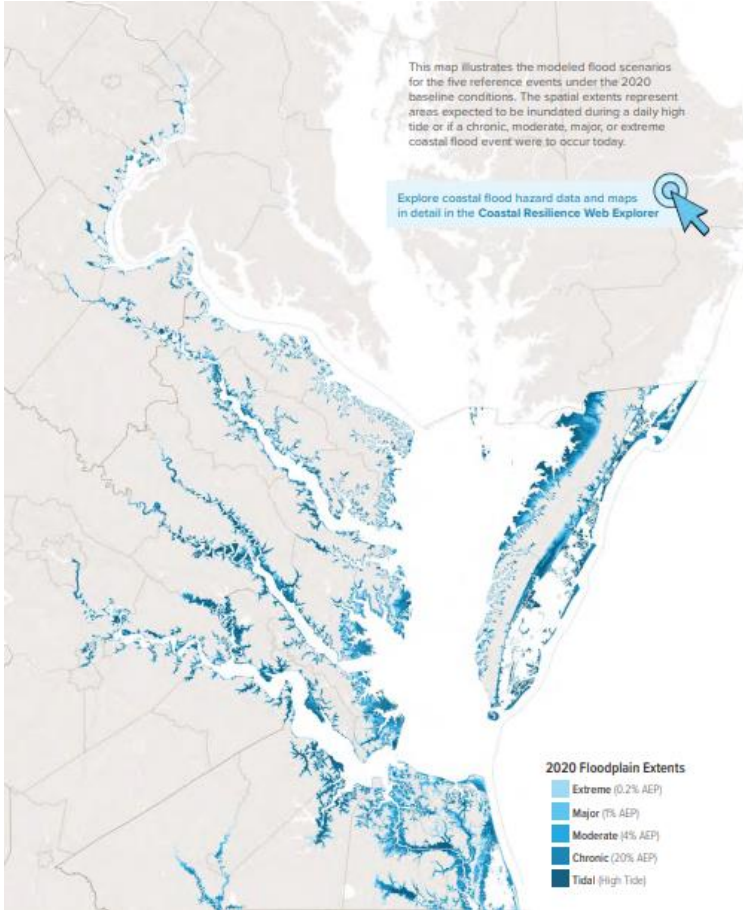 This map illustrates the modeled flood scenarios
for the five reference events under the 2020
baseline conditions. The spatial extents represent
areas expected to be inundated during a daily high
tide or if a chronic, moderate, major, or extreme
coastal flood event were to occur today.
Explore coastal flood hazard data and maps
in detail in the Coastal Resilience Web Explorer
2020 Floodplain Extents
Extreme (0.2% AEP)
Major (1% AEP)
Moderate (4% AEP)
Chronic (20% AEP)
Tidal (High Tide)